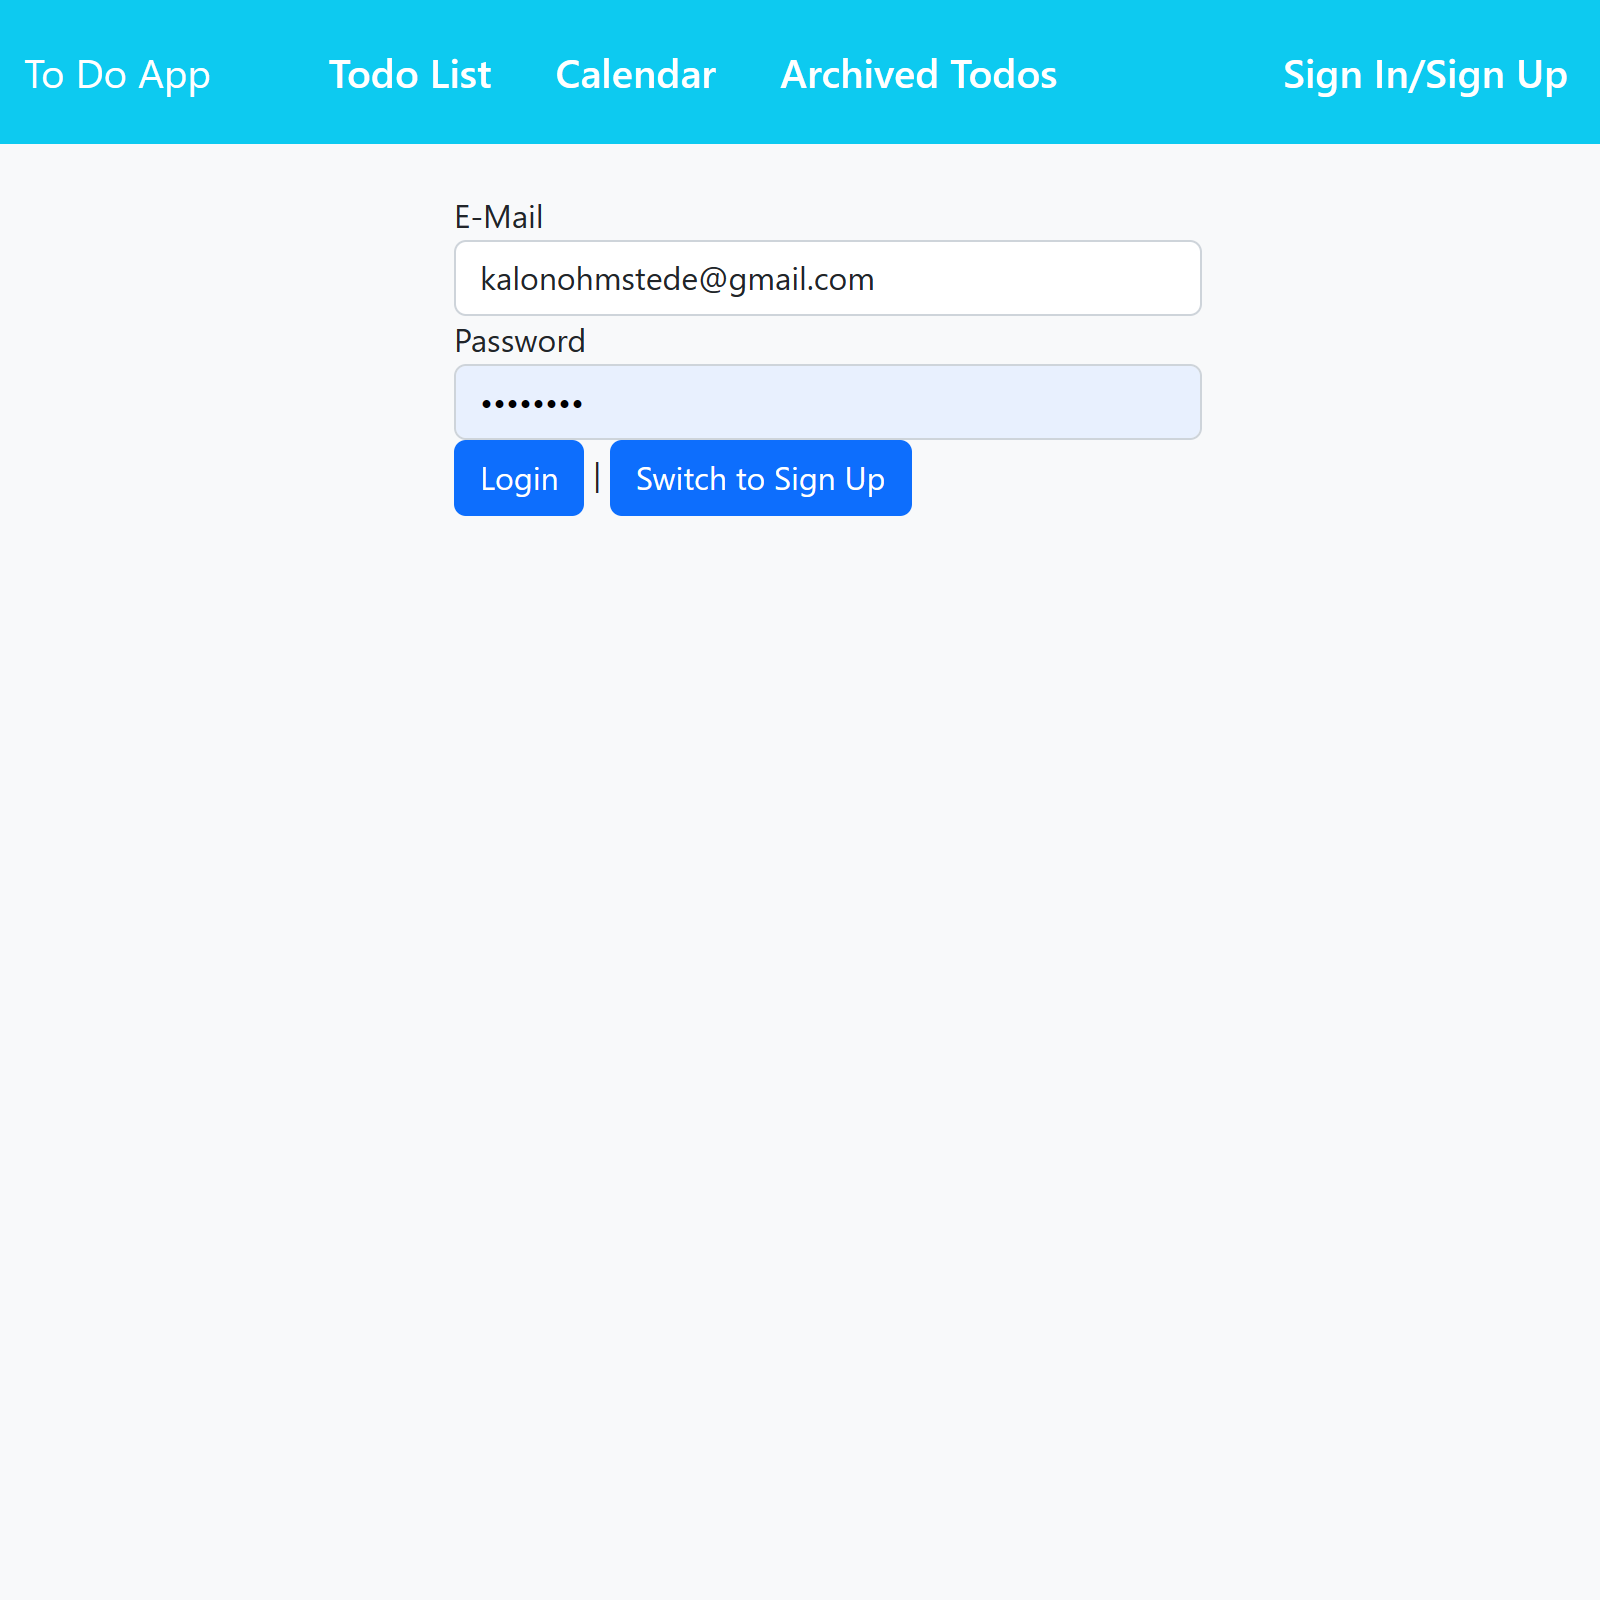 To Do App Todo List Calendar Archived Todos Sign In/Sign Up
E-Mail
kalonohmstede@gmail.com
Password
••••••••
Login | Switch to Sign Up